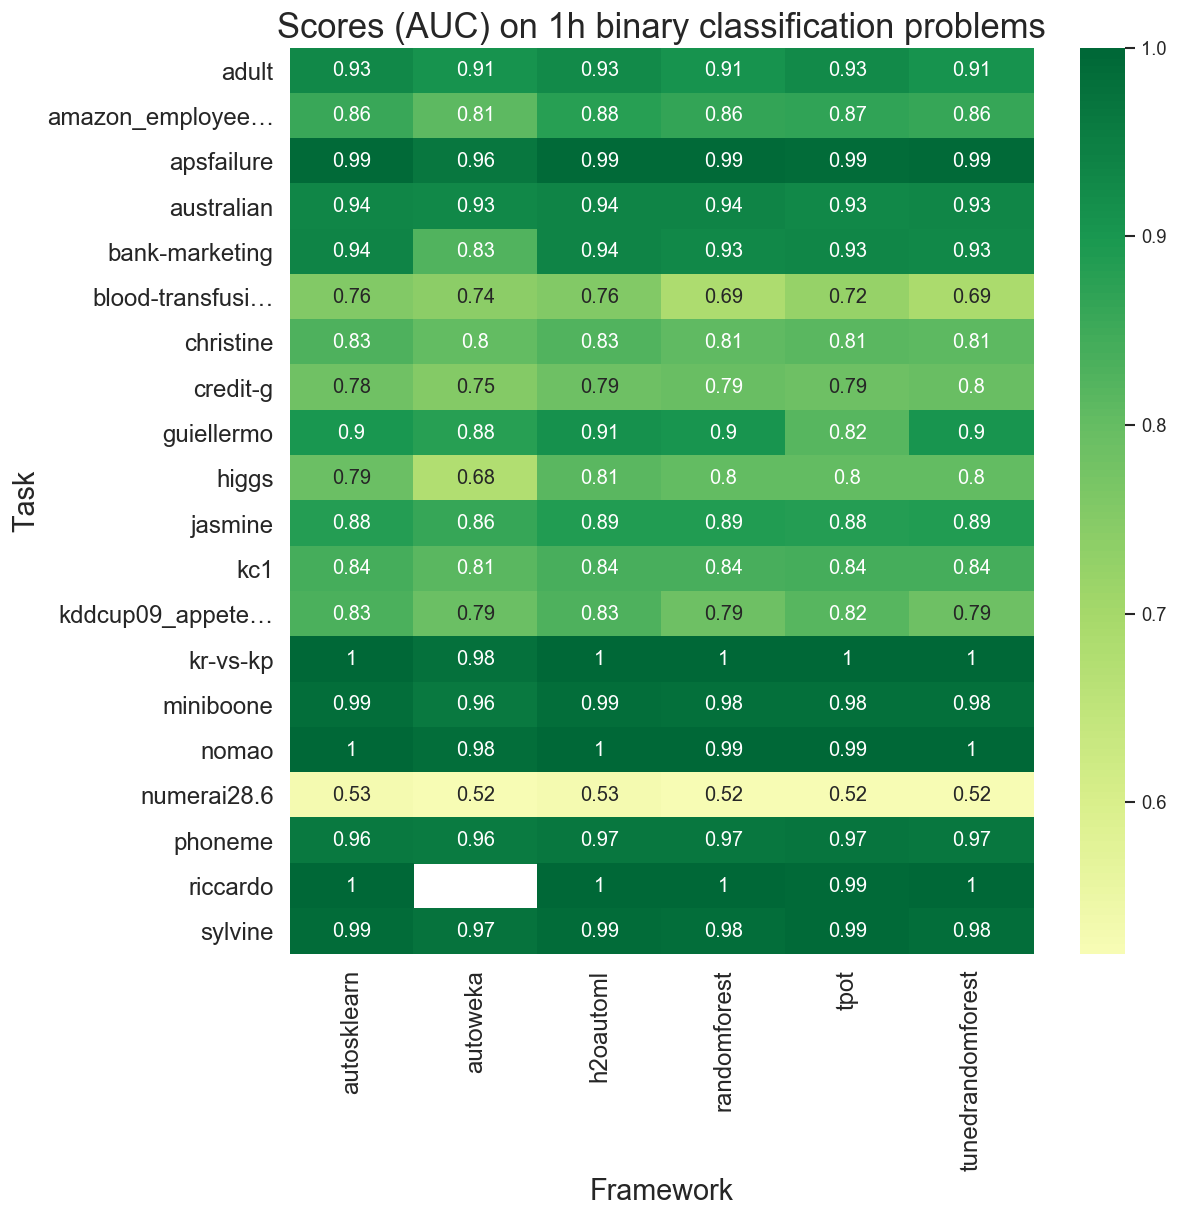 Scores (AUC) on 1h binary classification problems
adult 0.93 0.91 0.93 0.91 0.93 0.91
amazon_employee… 0.86 0.81 0.88 0.86 0.87 0.86
apsfailure 0.99 0.96 0.99 0.99 0.99 0.99
australian 0.94 0.93 0.94 0.94 0.93 0.93
bank-marketing 0.94 0.83 0.94 0.93 0.93 0.93
blood-transfusi… 0.76 0.74 0.76 0.69 0.72 0.69
christine 0.83 0.8 0.83 0.81 0.81 0.81
credit-g 0.78 0.75 0.79 0.79 0.79 0.8
guiellermo 0.9 0.88 0.91 0.9 0.82 0.9
higgs 0.79 0.68 0.81 0.8 0.8 0.8
jasmine 0.88 0.86 0.89 0.89 0.88 0.89
kc1 0.84 0.81 0.84 0.84 0.84 0.84
kddcup09_appete… 0.83 0.79 0.83 0.79 0.82 0.79
kr-vs-kp 1 0.98 1 1 1 1
miniboone 0.99 0.96 0.99 0.98 0.98 0.98
nomao 1 0.98 1 0.99 0.99 1
numerai28.6 0.53 0.52 0.53 0.52 0.52 0.52
phoneme 0.96 0.96 0.97 0.97 0.97 0.97
riccardo 1 1 1 0.99 1
sylvine 0.99 0.97 0.99 0.98 0.99 0.98
Task
autosklearn
autoweka
h2oautoml
randomforest
tpot
tunedrandomforest
Framework
1.0
0.9
0.8
0.7
0.6